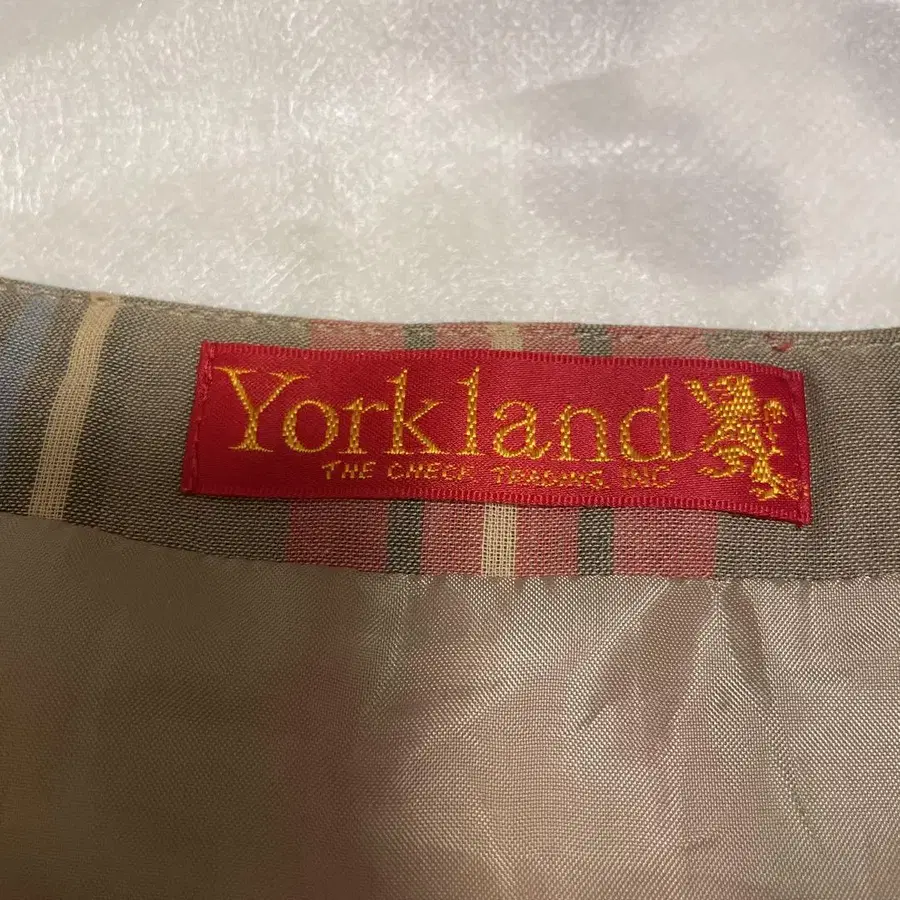 Yorkland
THE CHECK TRADING INC